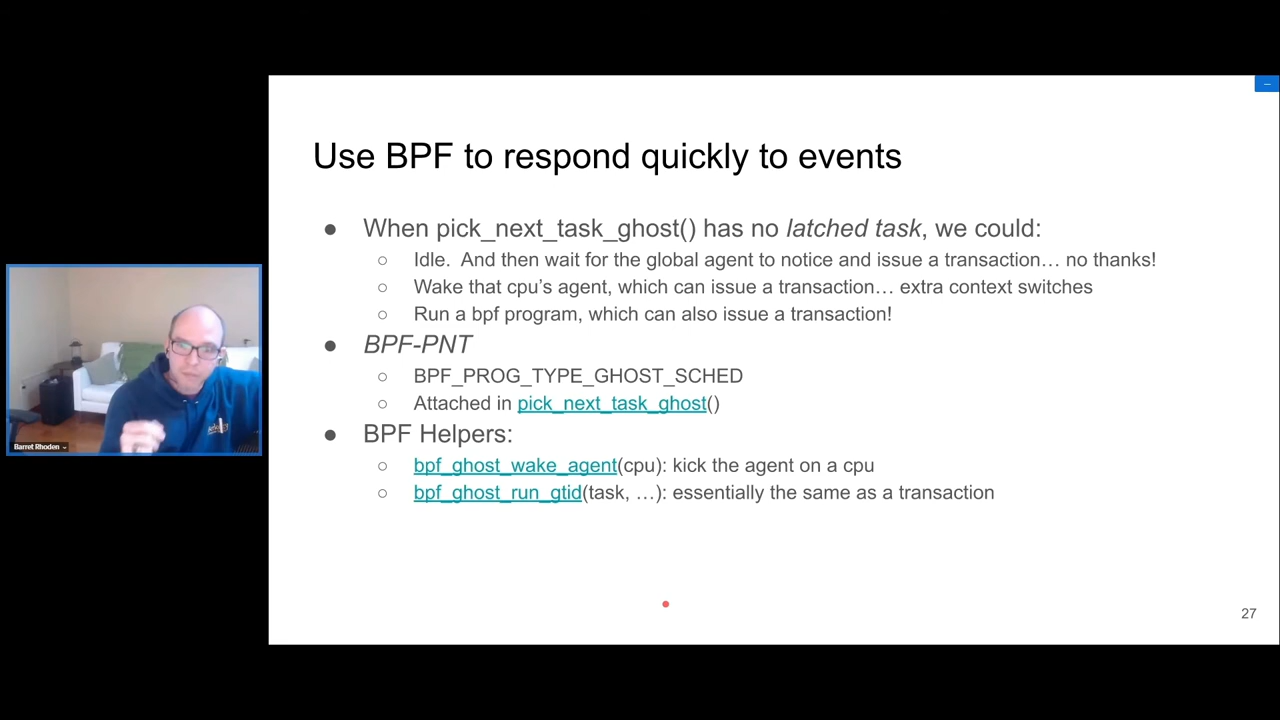 Use BPF to respond quickly to events
● When pick_next_task_ghost() has no latched task, we could:
○ Idle. And then wait for the global agent to notice and issue a transaction… no thanks!
○ Wake that cpu’s agent, which can issue a transaction… extra context switches
○ Run a bpf program, which can also issue a transaction!
● BPF-PNT
○ BPF_PROG_TYPE_GHOST_SCHED
○ Attached in pick_next_task_ghost()
● BPF Helpers:
○ bpf_ghost_wake_agent(cpu): kick the agent on a cpu
○ bpf_ghost_run_gtid(task, …): essentially the same as a transaction
Barret Rhoden
27